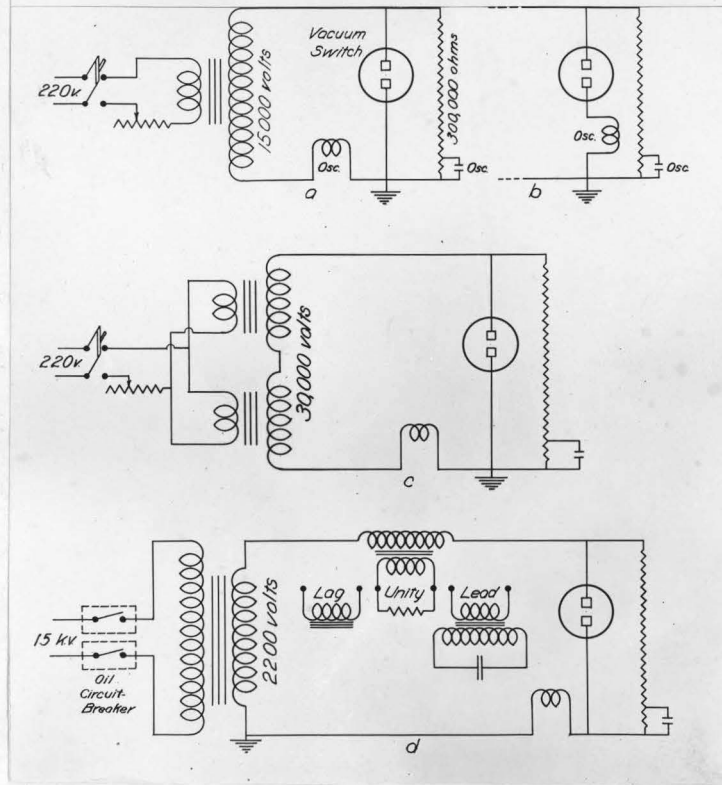 220v.
15000 volts
Vacuum
Switch
Osc.
300,000 ohms
Osc.
a
Osc.
Osc.
b
220v.
30,000 volts
c
15 kv.
Oil
Circuit-
Breaker
2200 volts
Lag
Unity
Lead
d